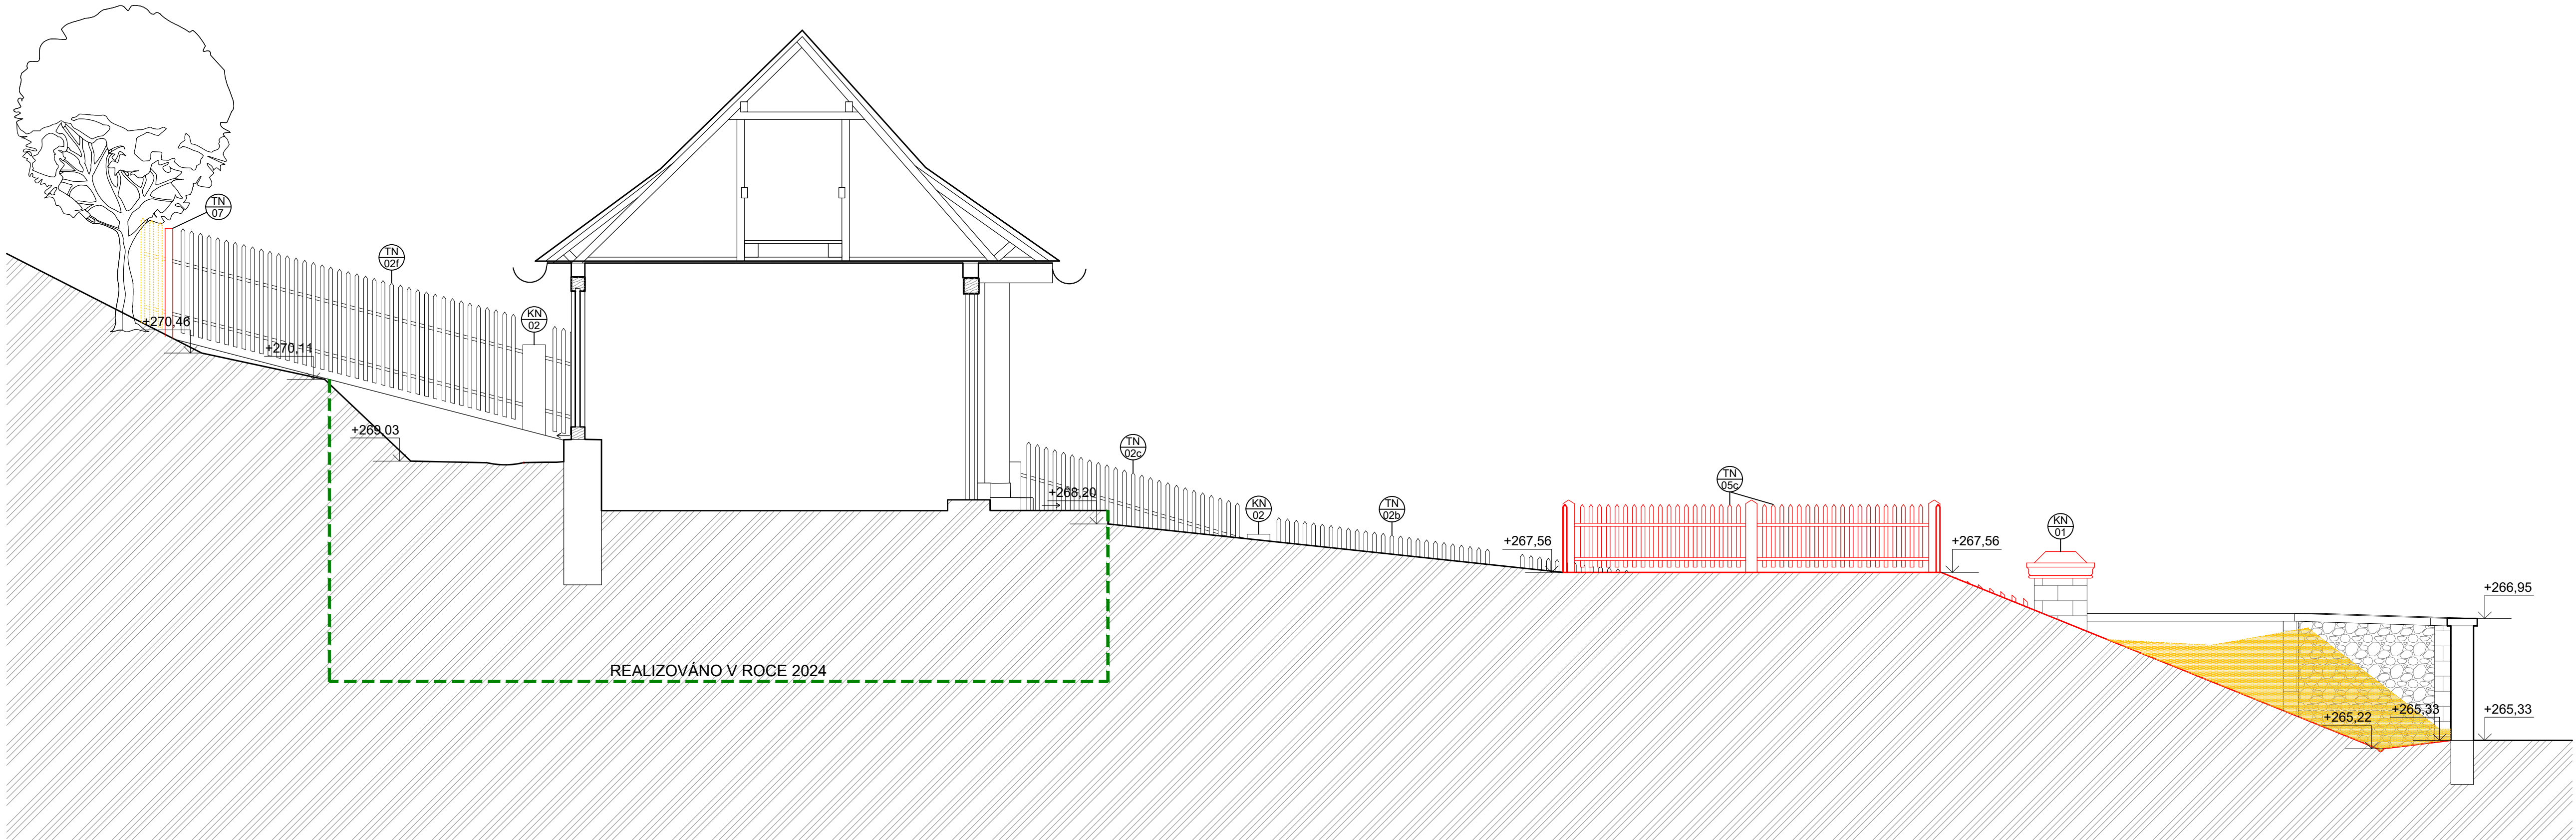 TN
07
TN
02f
KN
02
+270,46
+270,11
+269,03
TN
02c
+268,20
KN
02
TN
02b
+267,56
TN
05c
+267,56
KN
01
+266,95
+265,22
+265,33
+265,33
REALIZOVÁNO V ROCE 2024